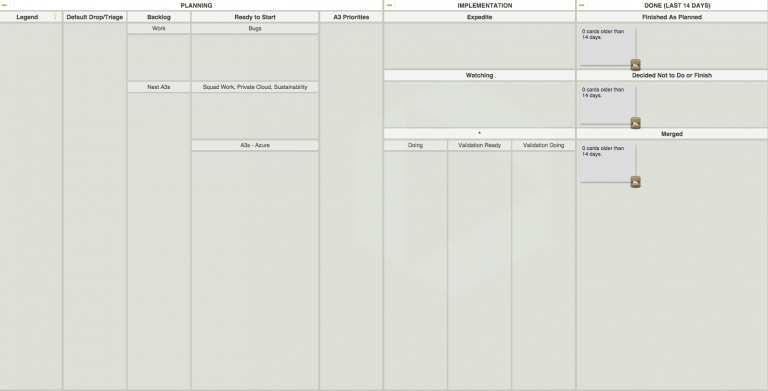 PLANNING
IMPLEMENTATION
DONE (LAST 14 DAYS)
Legend
Default Drop/Triage
Backlog
Ready to Start
A3 Priorities
Expedite
Finished As Planned
Work
Bugs
0 cards older than
14 days.
Watching
Decided Not to Do or Finish
Next A3s
Squad Work, Private Cloud, Sustainability
0 cards older than
14 days.
*
Merged
A3s - Azure
Doing
Validation Ready
Validation Doing
0 cards older than
14 days.